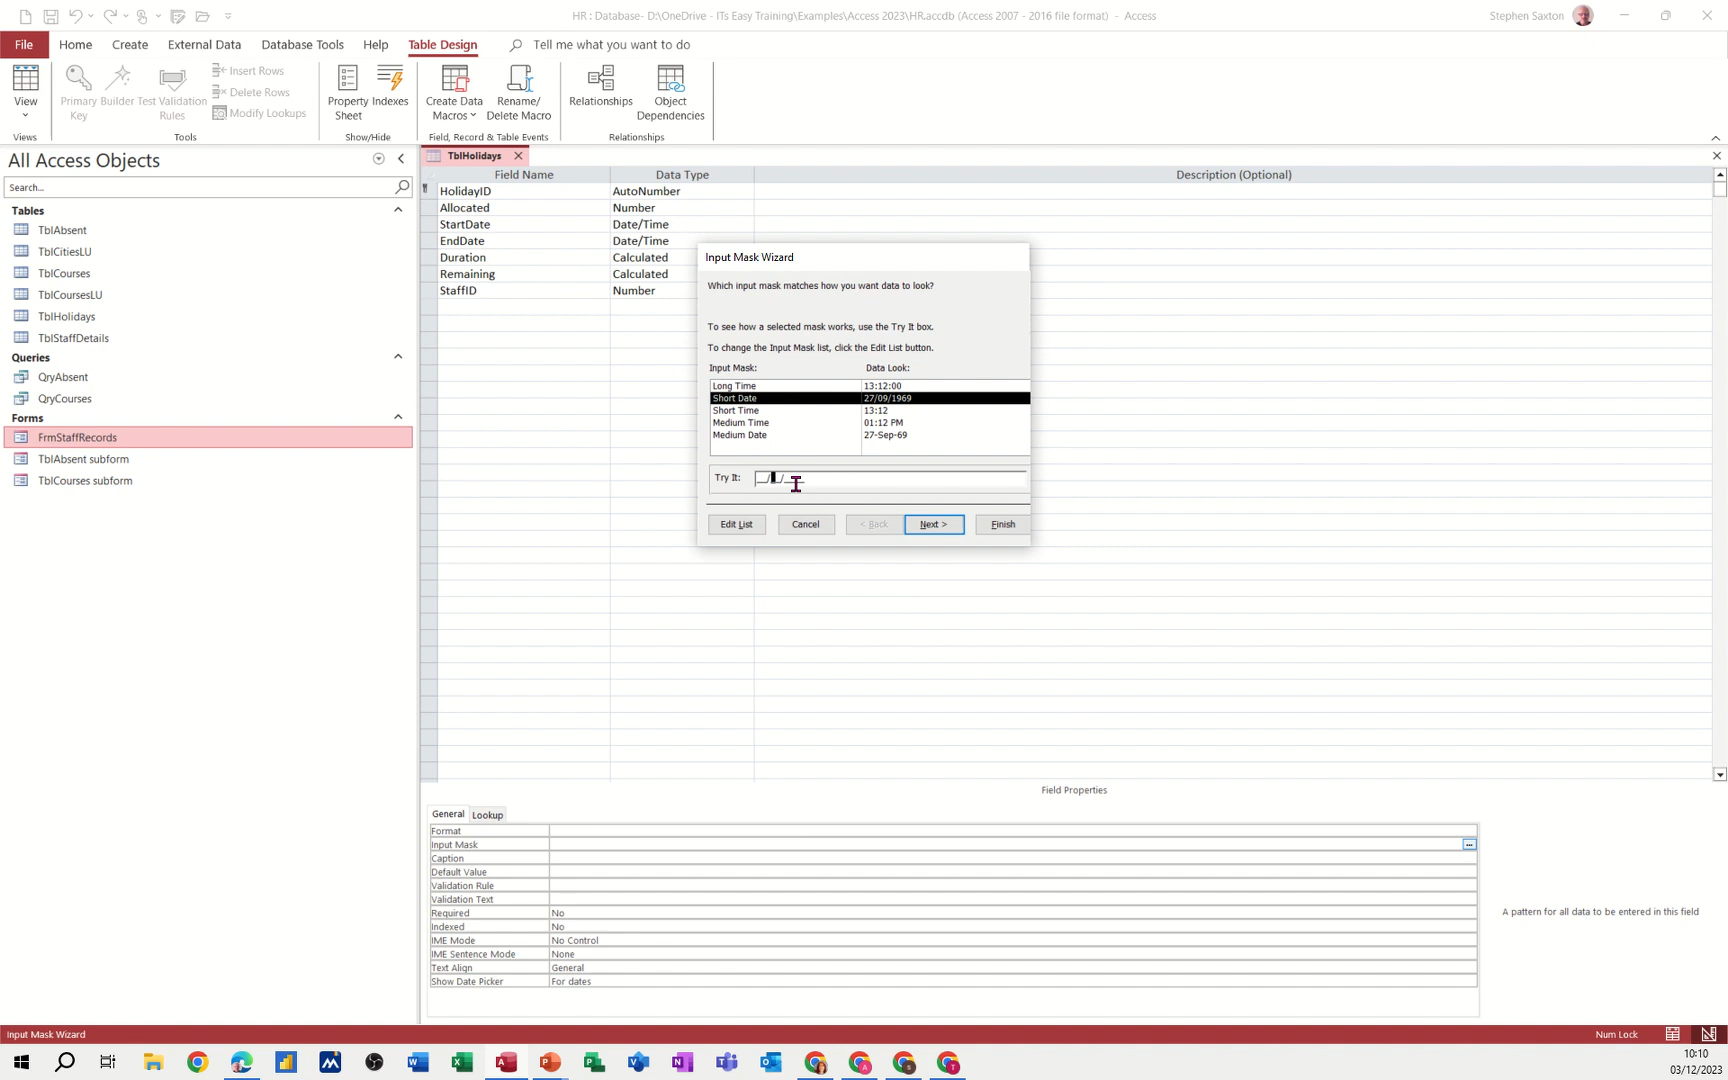 HR : Database- D:\OneDrive - ITs Easy Training\Examples\Access 2023\HR.accdb (Access 2007 - 2016 file format) - Access
Stephen Saxton
File Home Create External Data Database Tools Help Table Design Tell me what you want to do
View
Primary Key
Builder
Test Validation Rules
Insert Rows
Delete Rows
Modify Lookups
Property Sheet
Indexes
Create Data Macros
Rename/ Delete Macro
Relationships
Object Dependencies
Views
Tools
Show/Hide
Field, Record & Table Events
Relationships
All Access Objects
Search...
Tables
TblAbsent
TblCitiesLU
TblCourses
TblCoursesLU
TblHolidays
TblStaffDetails
Queries
QryAbsent
QryCourses
Forms
FrmStaffRecords
TblAbsent subform
TblCourses subform
TblHolidays
Field Name Data Type Description (Optional)
HolidayID AutoNumber
Allocated Number
StartDate Date/Time
EndDate Date/Time
Duration Calculated
Remaining Calculated
StaffID Number
Input Mask Wizard
Which input mask matches how you want data to look?
To see how a selected mask works, use the Try It box.
To change the Input Mask list, click the Edit List button.
Input Mask: Data Look:
Long Time 13:12:00
Short Date 27/09/1969
Short Time 13:12
Medium Time 01:12 PM
Medium Date 27-Sep-69
Try It: __/__/____
Edit List Cancel < Back Next > Finish
Field Properties
General Lookup
Format
Input Mask ...
Caption
Default Value
Validation Rule
Validation Text
Required No
Indexed No
IME Mode No Control
IME Sentence Mode None
Text Align General
Show Date Picker For dates
A pattern for all data to be entered in this field
Input Mask Wizard
Num Lock
10:10
03/12/2023